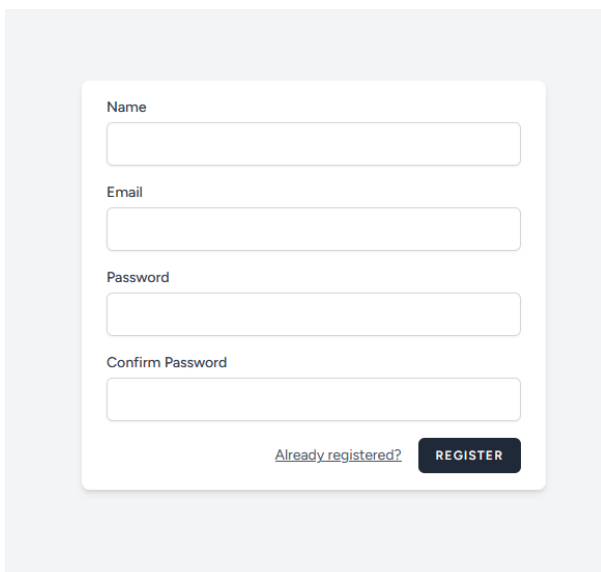 Name
Email
Password
Confirm Password
Already registered? REGISTER